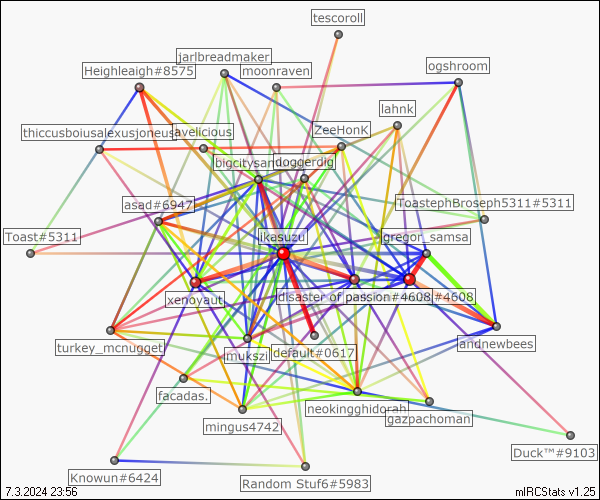 tescoroll
jarlbreadmaker
moonraven
ogshroom
Heighleaigh#8575
lahnk
thiccusboiusalexusjoneus
avelicious
ZeeHonK
bigcitysan
doggerdig
ToastephBroseph5311#5311
asad#6947
Toast#5311
ikasuzu
gregor_samsa
xenoyaut
disaster of passion#4608
#4608
turkey_mcnugget
mukszi
default#0617
andnewbees
facadas.
neokingghidorah
gazpachoman
mingus4742
Duck™#9103
Knowun#6424
Random Stuf6#5983
7.3.2024 23:56
mIRCStats v1.25